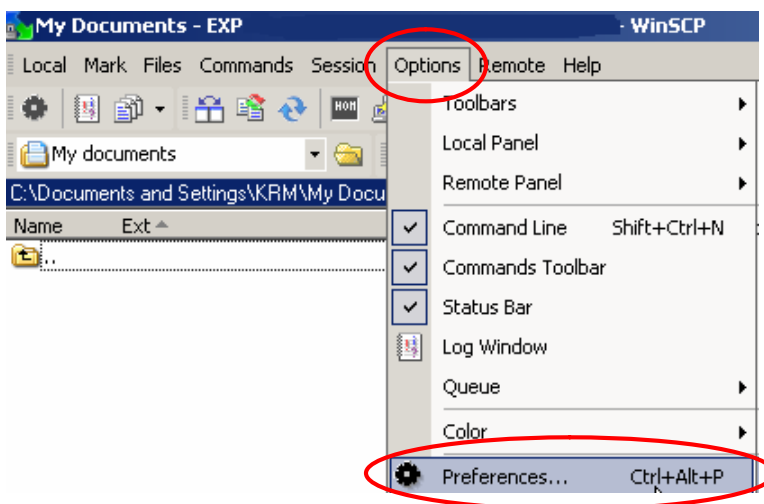 My Documents - EXP - WinSCP
Local Mark Files Commands Session Options Remote Help
Toolbars
My documents
Local Panel
C:\Documents and Settings\KRM\My Docu
Remote Panel
Name Ext
Command Line Shift+Ctrl+N
..
Commands Toolbar
Status Bar
Log Window
Queue
Color
Preferences... Ctrl+Alt+P